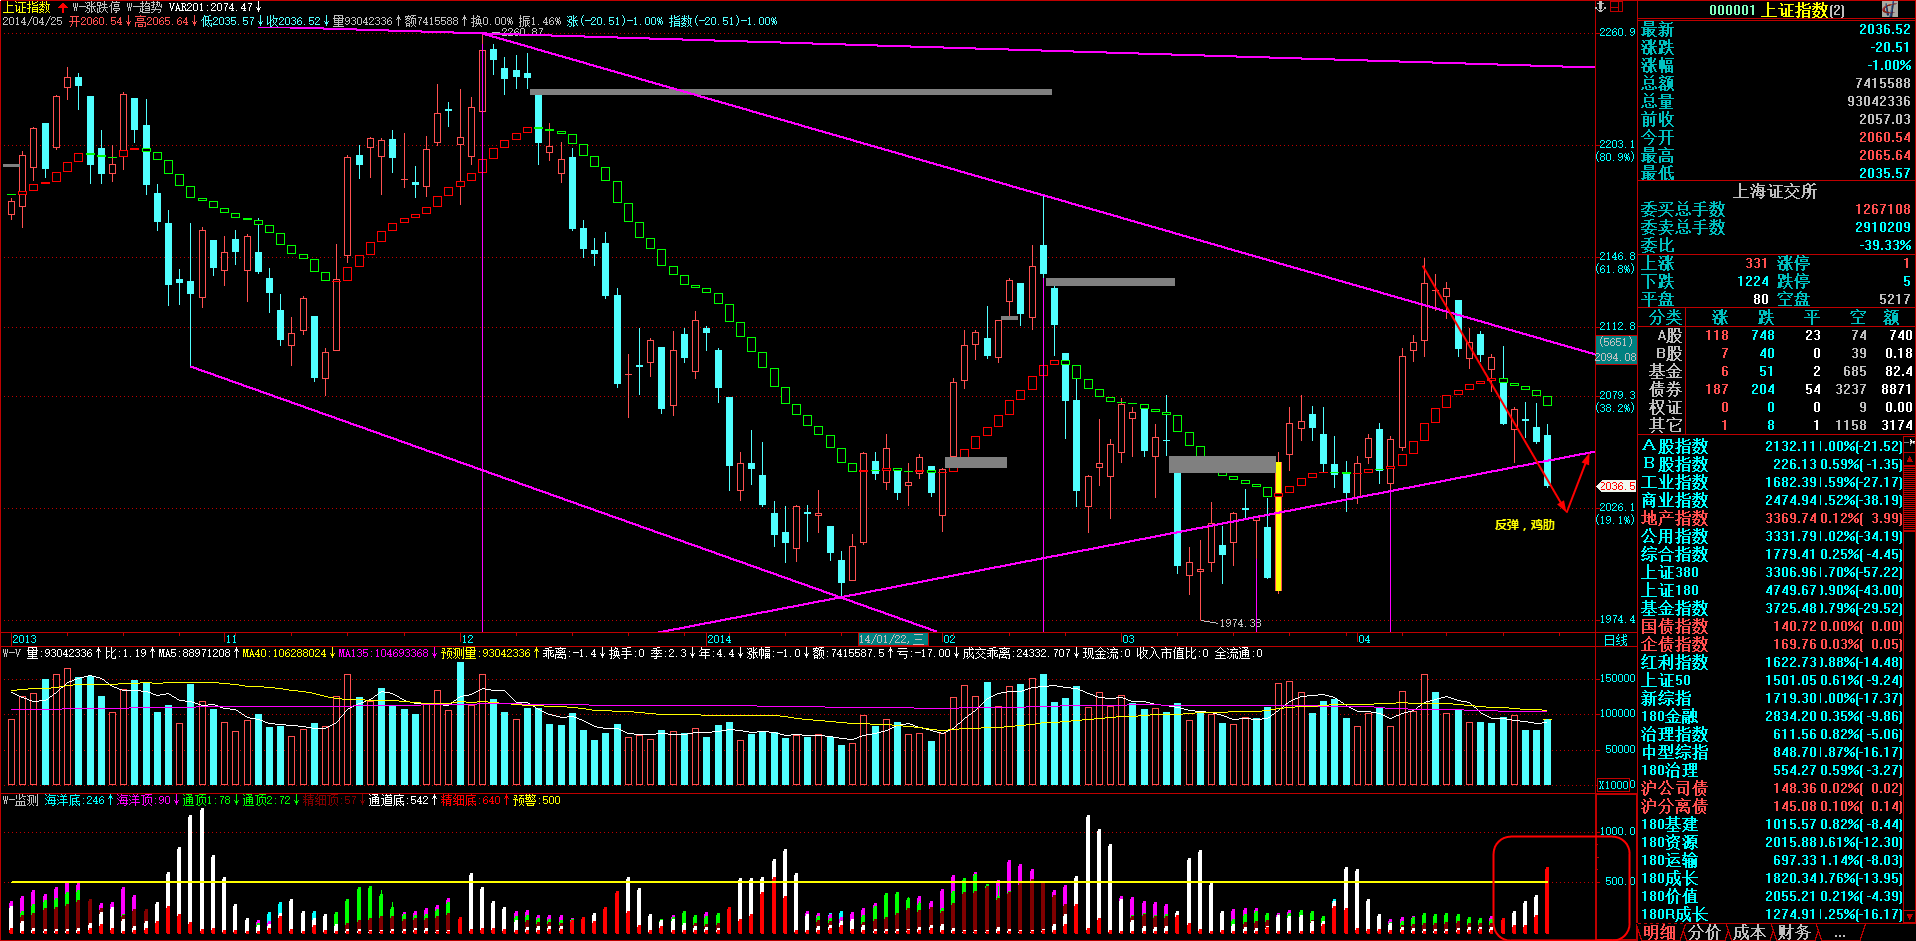 上证指数 W-涨跌停 W-趋势 VAR201:2074.47↓
2014/04/25 开2060.54↓高2065.64↓低2035.57↓收2036.52↓量93042336↑额7415588↑换0.00% 振1.46% 涨(-20.51)-1.00% 指数(-20.51)-1.00%
2260.87
1974.33
反弹，鸡肋
2260.9
2203.1
(80.9%)
2146.8
(61.8%)
2112.8
(5651)
2094.08
2079.3
(38.2%)
2036.5
2026.1
(19.1%)
1974.4
2013 11 12 2014 14/01/22,三 02 03 04 日线
W-V 量:93042336↑比:1.19↑MA5:88971208↑MA40:106288024↓MA135:104693368↓预测量:93042336↑乖离:-1.4↓换手:0 季:2.3↓年:4.4↓涨幅:-1.0↓额:7415587.5↑亏:-17.00↓成交乖离:24332.707↓现金流:0 收入市值比:0 全流通:0
150000
100000
50000
X10000
W-监测 海洋底:246↑海洋顶:90↓通顶1:78↓通顶2:72↓精细顶:57↓通道底:542↑精细底:640↑预警:500
1000.0
500.0
000001 上证指数(2)
最新 2036.52
涨跌 -20.51
涨幅 -1.00%
总额 7415588
总量 93042336
前收 2057.03
今开 2060.54
最高 2065.64
最低 2035.57
上海证交所
委买总手数 1267108
委卖总手数 2910209
委比 -39.33%
上涨 331 涨停 1
下跌 1224 跌停 5
平盘 80 空盘 5217
分类 涨 跌 平 空 额
A股 118 748 23 74 740
B股 7 40 0 39 0.18
基金 6 51 2 685 82.4
债券 187 204 54 3237 8871
权证 0 0 0 9 0.00
其它 1 8 1 1158 3174
A股指数 2132.11 1.00%(-21.52)
B股指数 226.13 0.59%(-1.35)
工业指数 1682.39 .59%(-27.17)
商业指数 2474.94 .52%(-38.19)
地产指数 3369.74 0.12%( 3.99)
公用指数 3331.79 .02%(-34.19)
综合指数 1779.41 0.25%(-4.45)
上证380 3306.96 .70%(-57.22)
上证180 4749.67 .90%(-43.00)
基金指数 3725.48 .79%(-29.52)
国债指数 140.72 0.00%( 0.00)
企债指数 169.76 0.03%( 0.05)
红利指数 1622.73 .88%(-14.48)
上证50 1501.05 0.61%(-9.24)
新综指 1719.30 1.00%(-17.37)
180金融 2834.20 0.35%(-9.86)
治理指数 611.56 0.82%(-5.06)
中型综指 848.70 .87%(-16.17)
180治理 554.27 0.59%(-3.27)
沪公司债 148.36 0.02%( 0.02)
沪分离债 145.08 0.10%( 0.14)
180基建 1015.57 0.82%( -8.44)
180资源 2015.88 .61%(-12.30)
180运输 697.33 1.14%(-8.03)
180成长 1820.34 .76%(-13.95)
180价值 2055.21 0.21%(-4.39)
180R成长 1274.91 .25%(-16.17)
明细 分价 成本 财务 ...